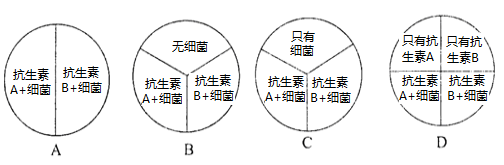 抗生素
A+细菌
抗生素
B+细菌
A
无细菌
抗生素
A+细菌
抗生素
B+细菌
B
只有
细菌
抗生素
A+细菌
抗生素
B+细菌
C
只有抗
生素A
只有抗
生素B
抗生素
A+细菌
抗生素
B+细菌
D